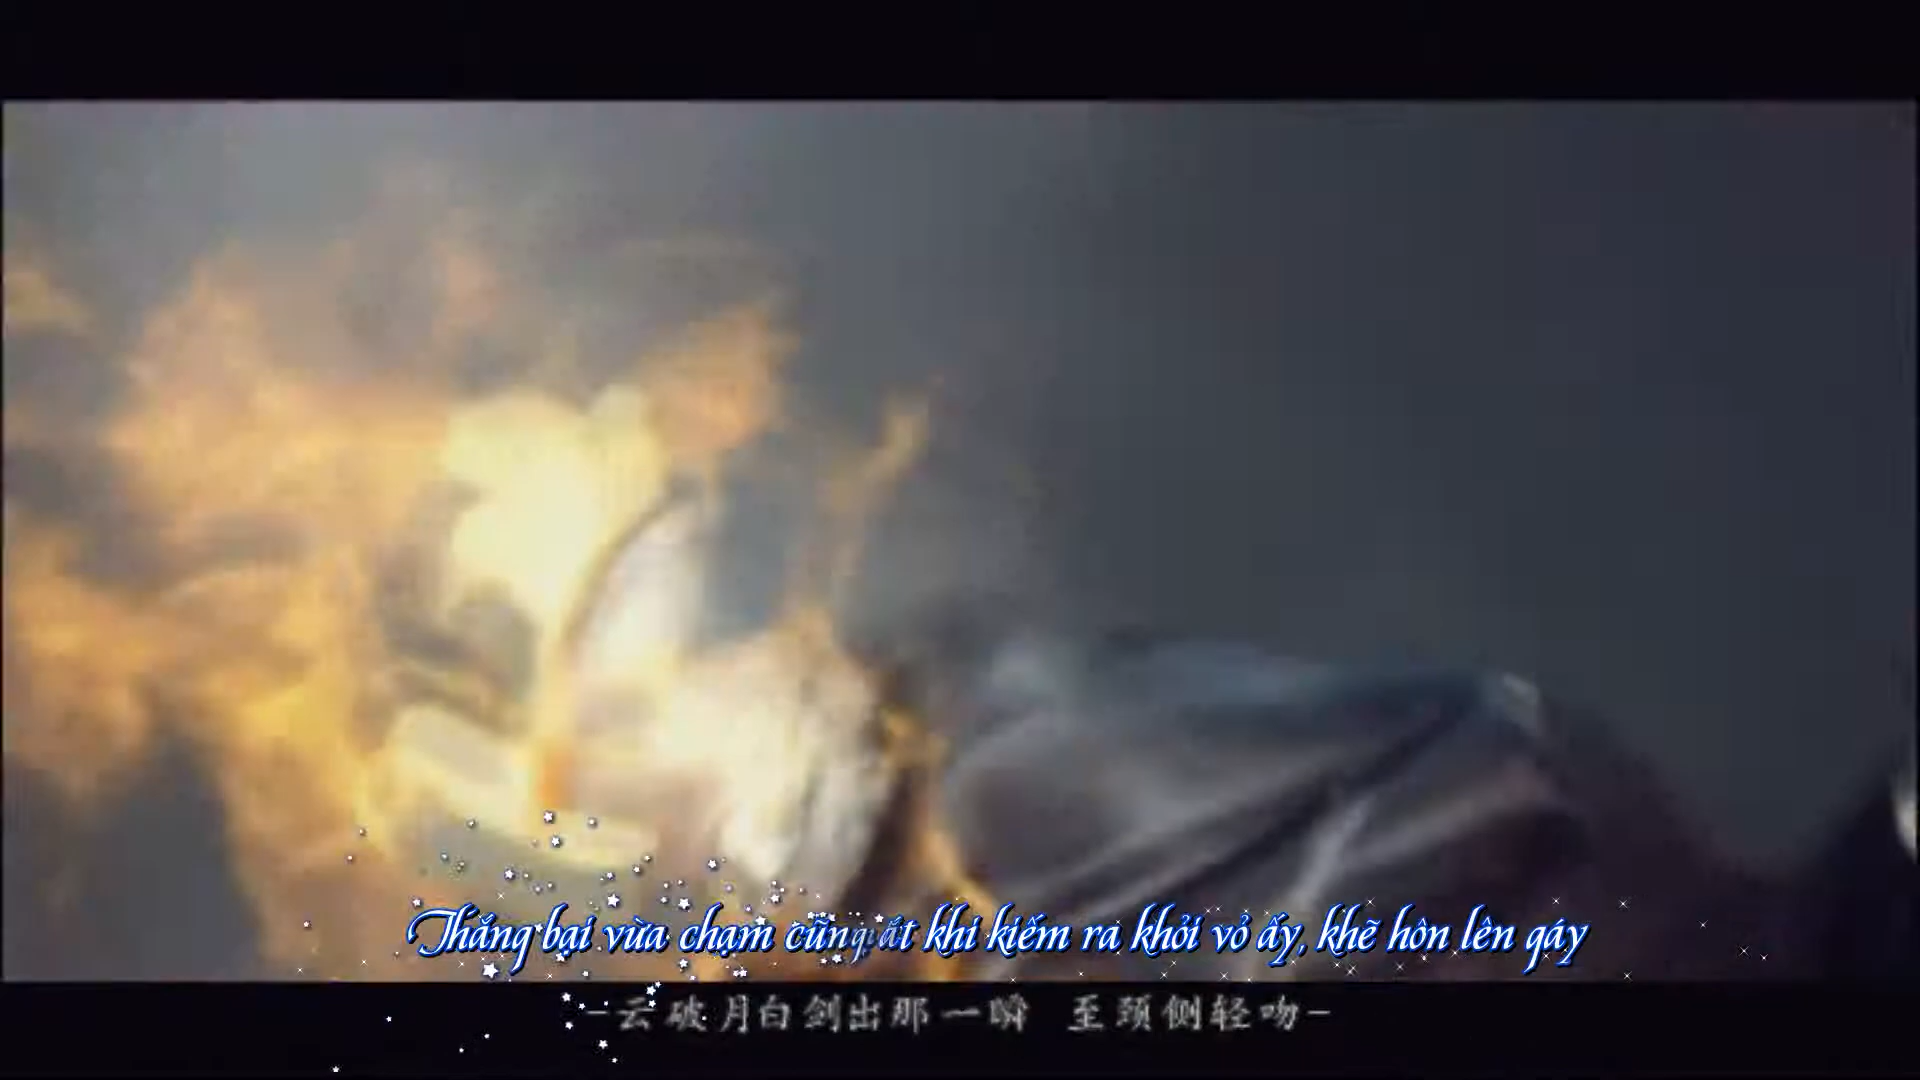 Thắng bại vừa chạm cũng ắt khi kiếm ra khỏi vỏ ấy, khẽ hôn lên gáy
-云破月白剑出那一瞬 至颈侧轻吻-